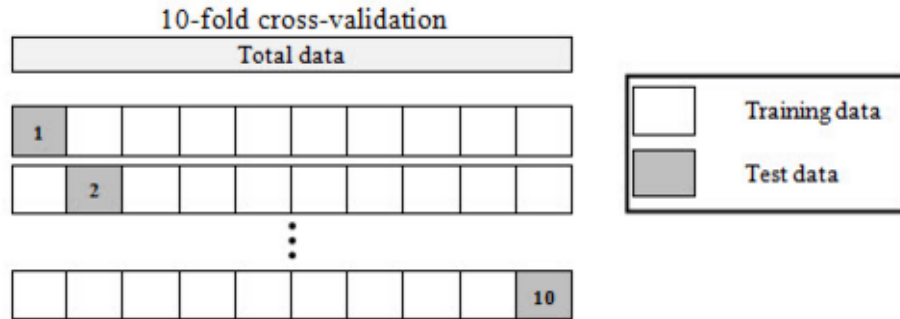 10-fold cross-validation
Total data
1
2
10
Training data
Test data